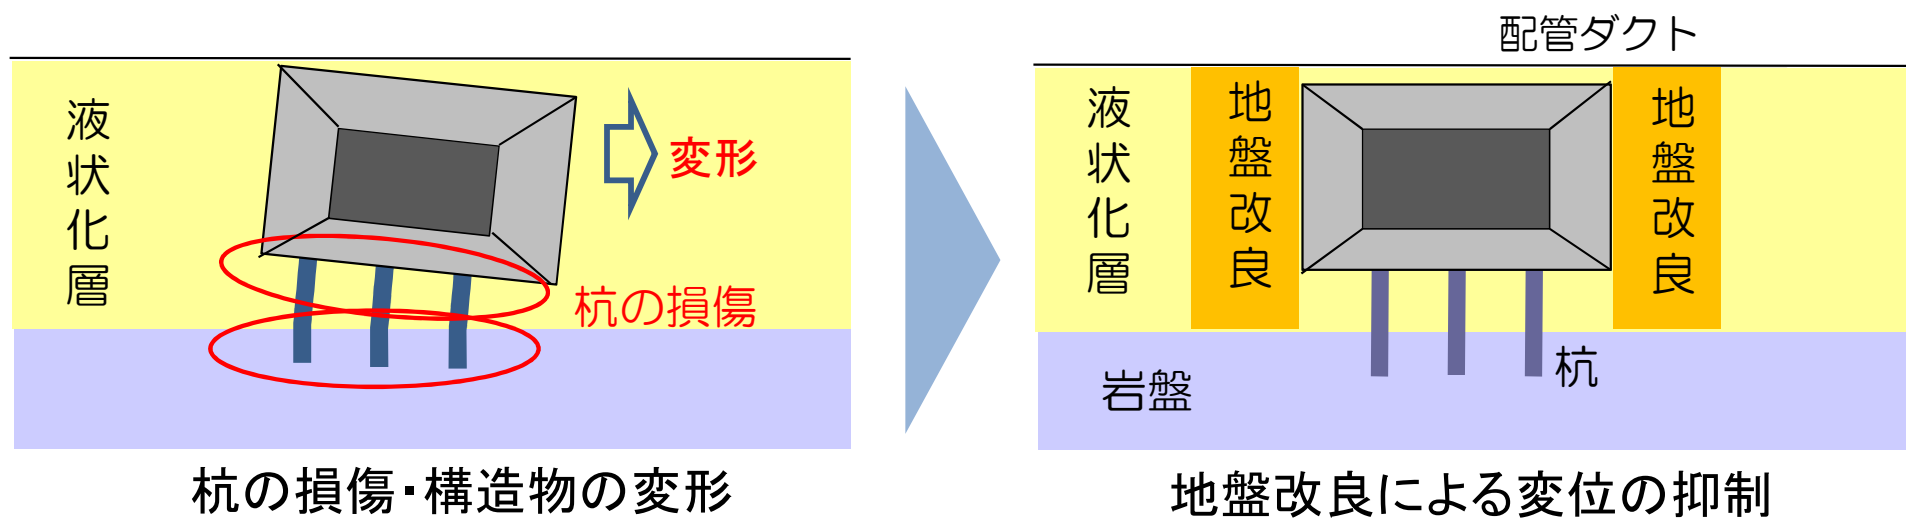 液状化層
変形
杭の損傷
杭の損傷・構造物の変形
配管ダクト
液状化層
地盤改良
地盤改良
岩盤
杭
地盤改良による変位の抑制